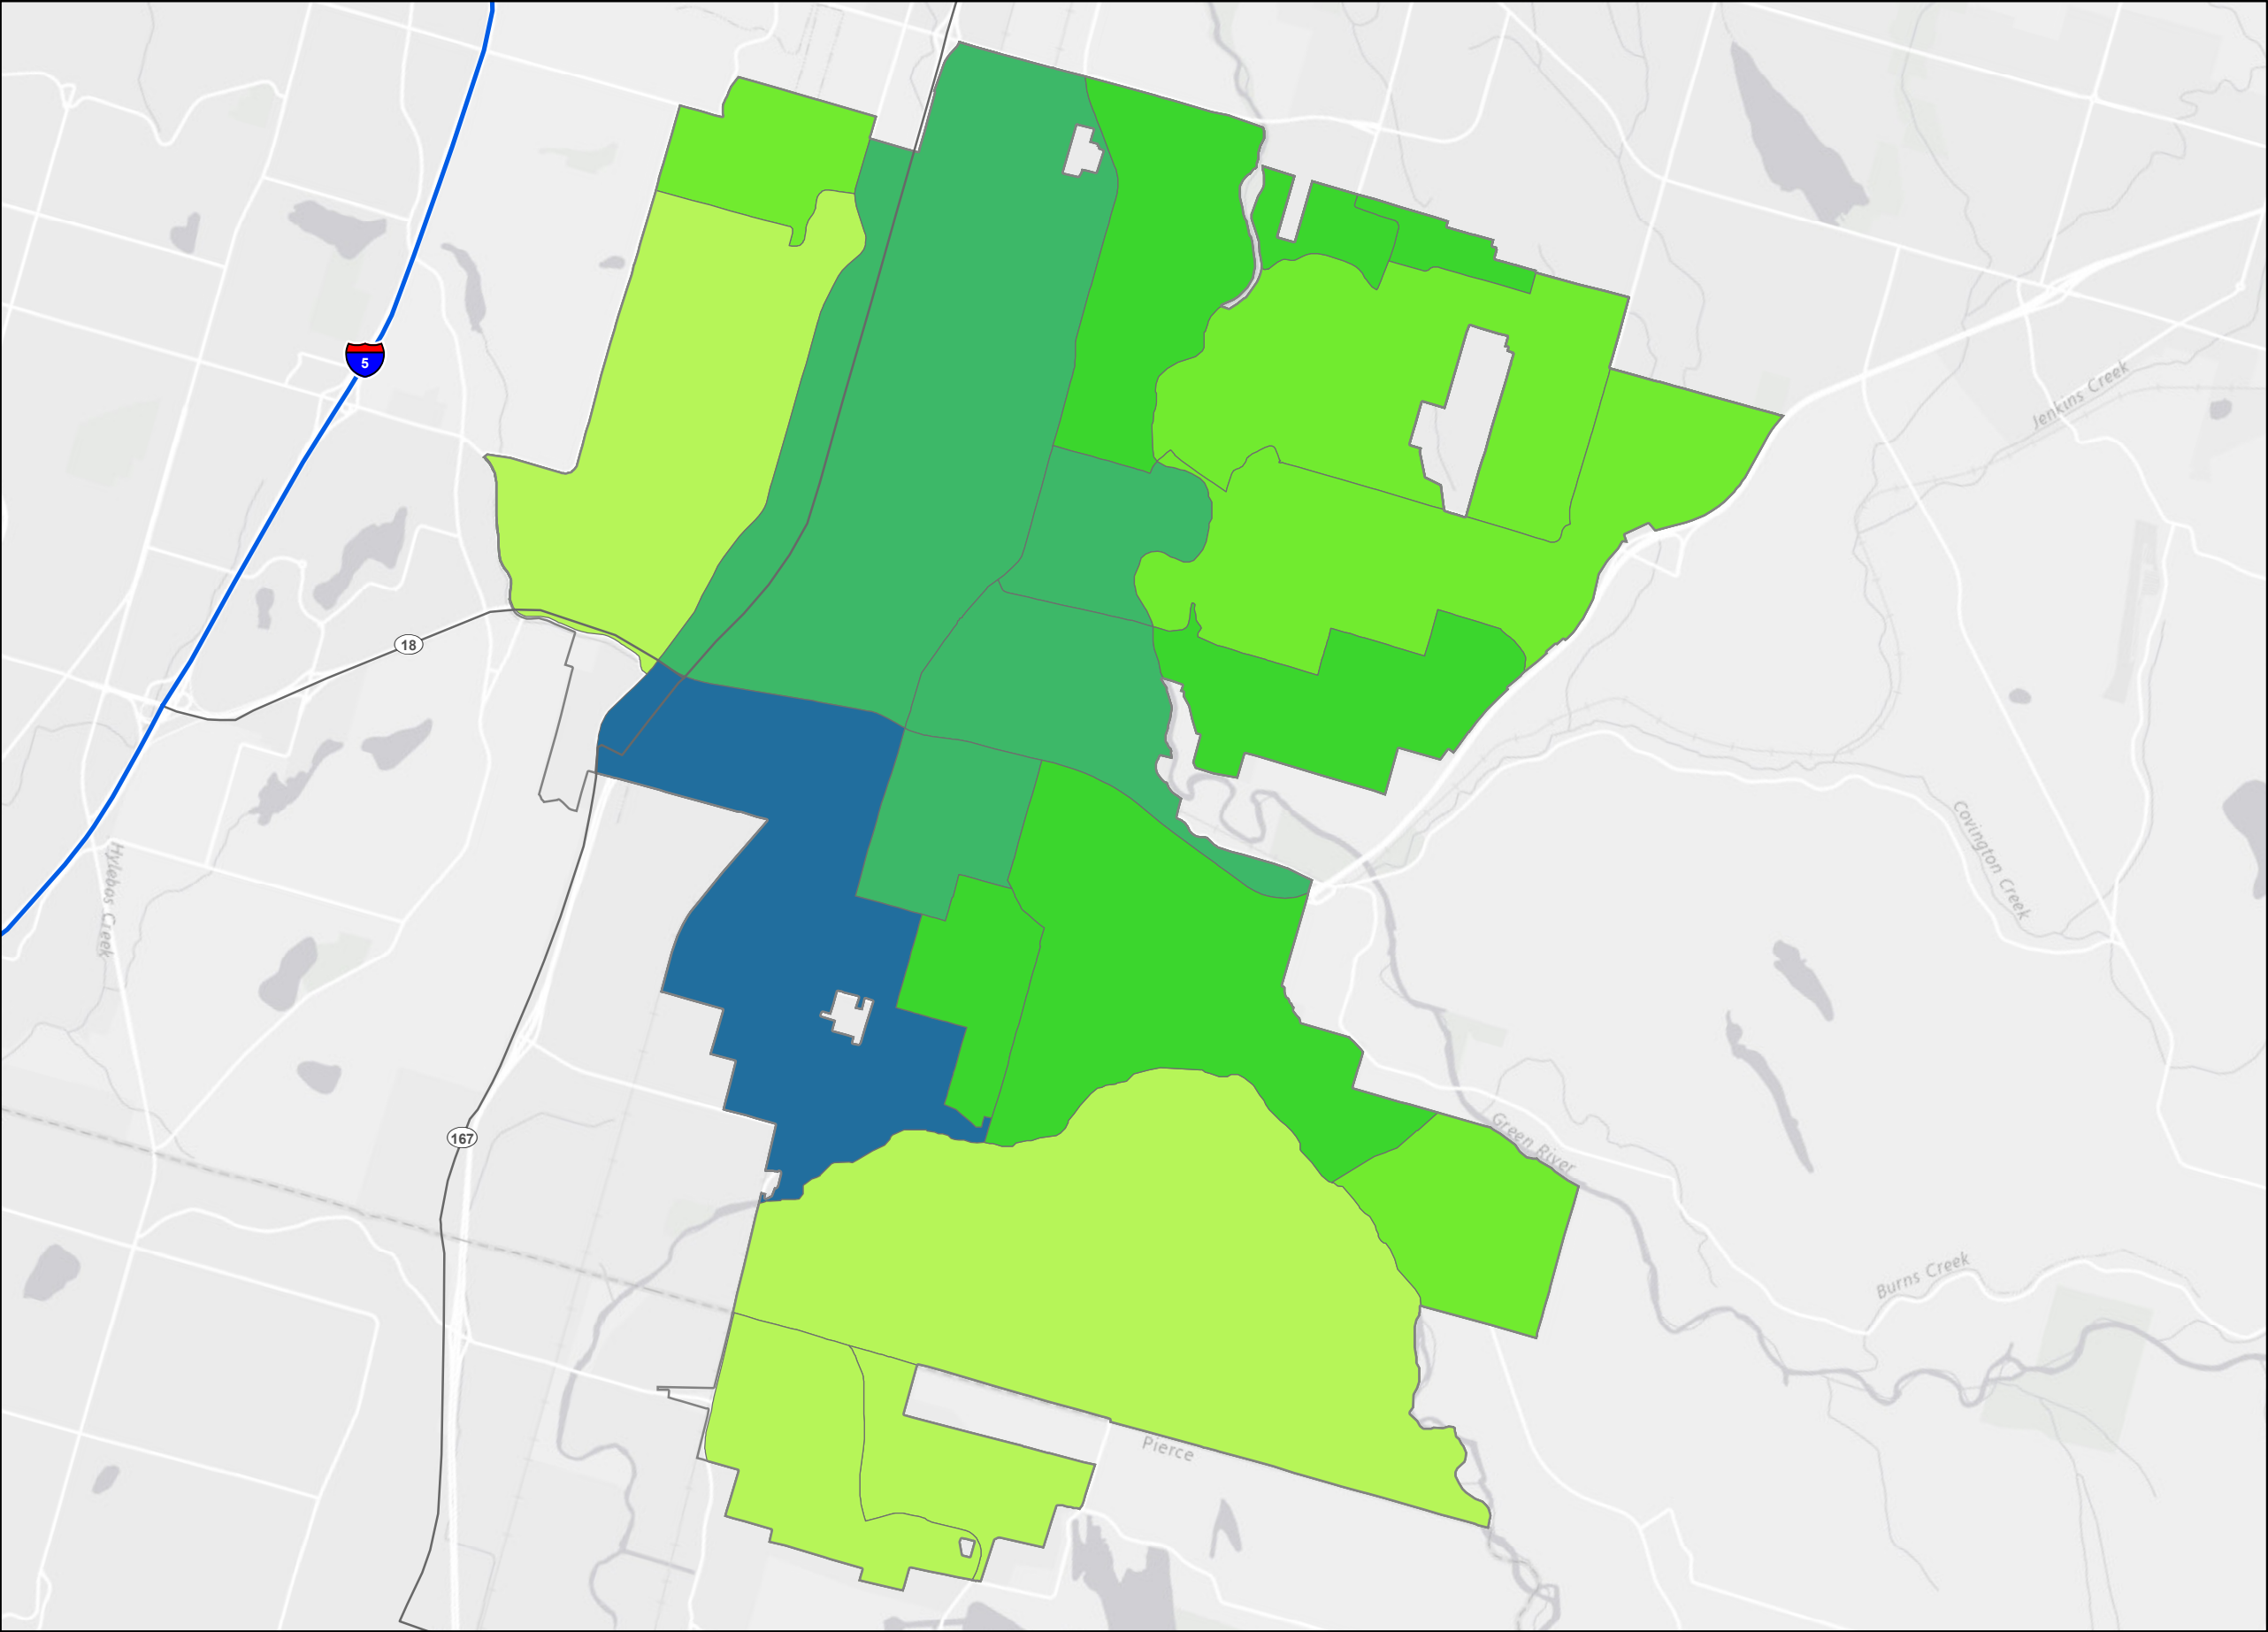 5
Jenkins Creek
18
Covington Creek
Hylebos Creek
167
Green River
Burns Creek
Pierce